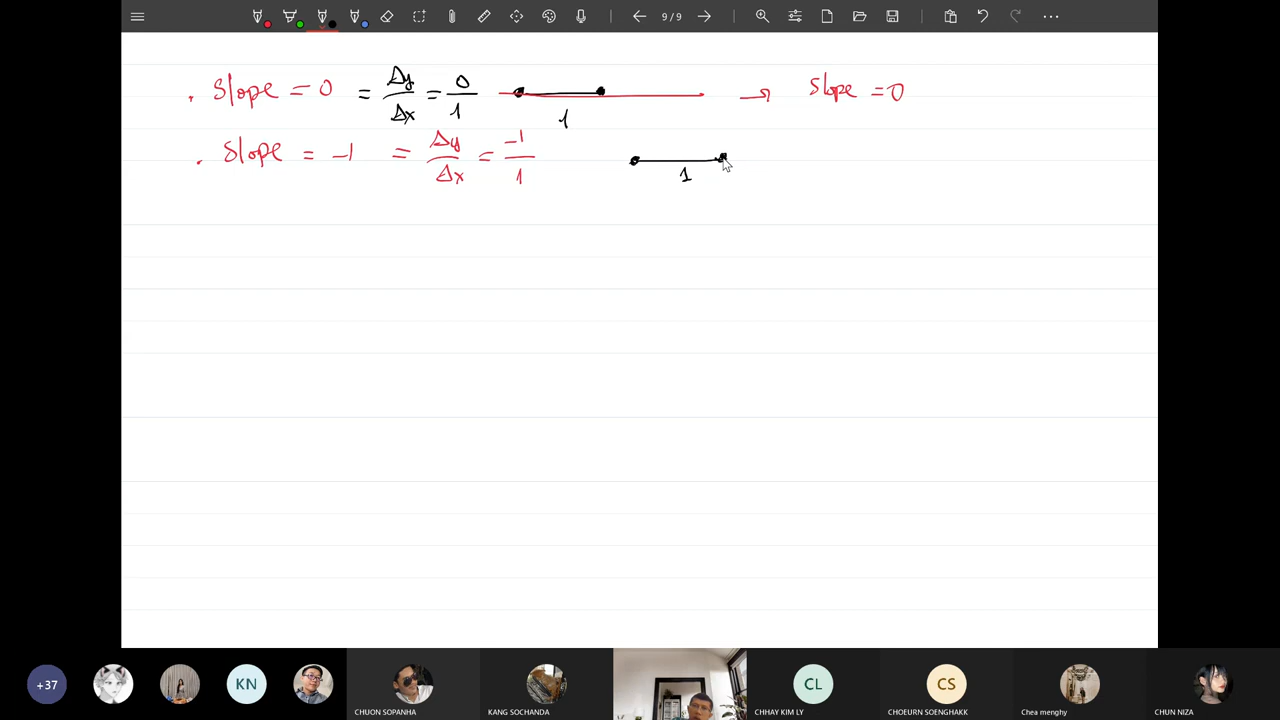 9/9
. Slope = 0 = Δy/Δx = 0/1 → Slope = 0
1
. Slope = -1 = Δy/Δx = -1/1
1
+37 KN CL CS
CHUON SOPANHA KANG SOCHANDA CHHAY KIM LY CHOEURN SOENGHAKK Chea menghy CHUN NIZA